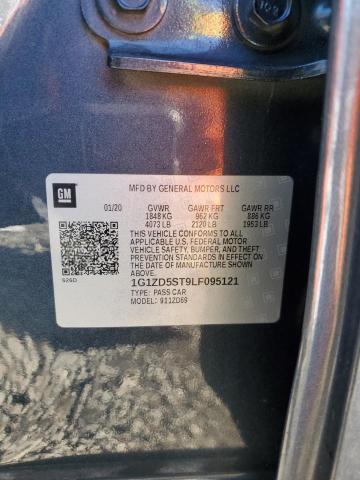 102
GM
MFD BY GENERAL MOTORS LLC
01/20 GVWR GAWR FRT GAWR RR
1848 KG 962 KG 886 KG
4073 LB 2120 LB 1953 LB
THIS VEHICLE CONFORMS TO ALL
APPLICABLE U.S. FEDERAL MOTOR
VEHICLE SAFETY, BUMPER, AND THEFT
PREVENTION STANDARDS IN EFFECT
ON THE DATE OF MANUFACTURE
SHOWN ABOVE.
1G1ZD5ST9LF095121
TYPE: PASS CAR
MODEL: 911ZD69